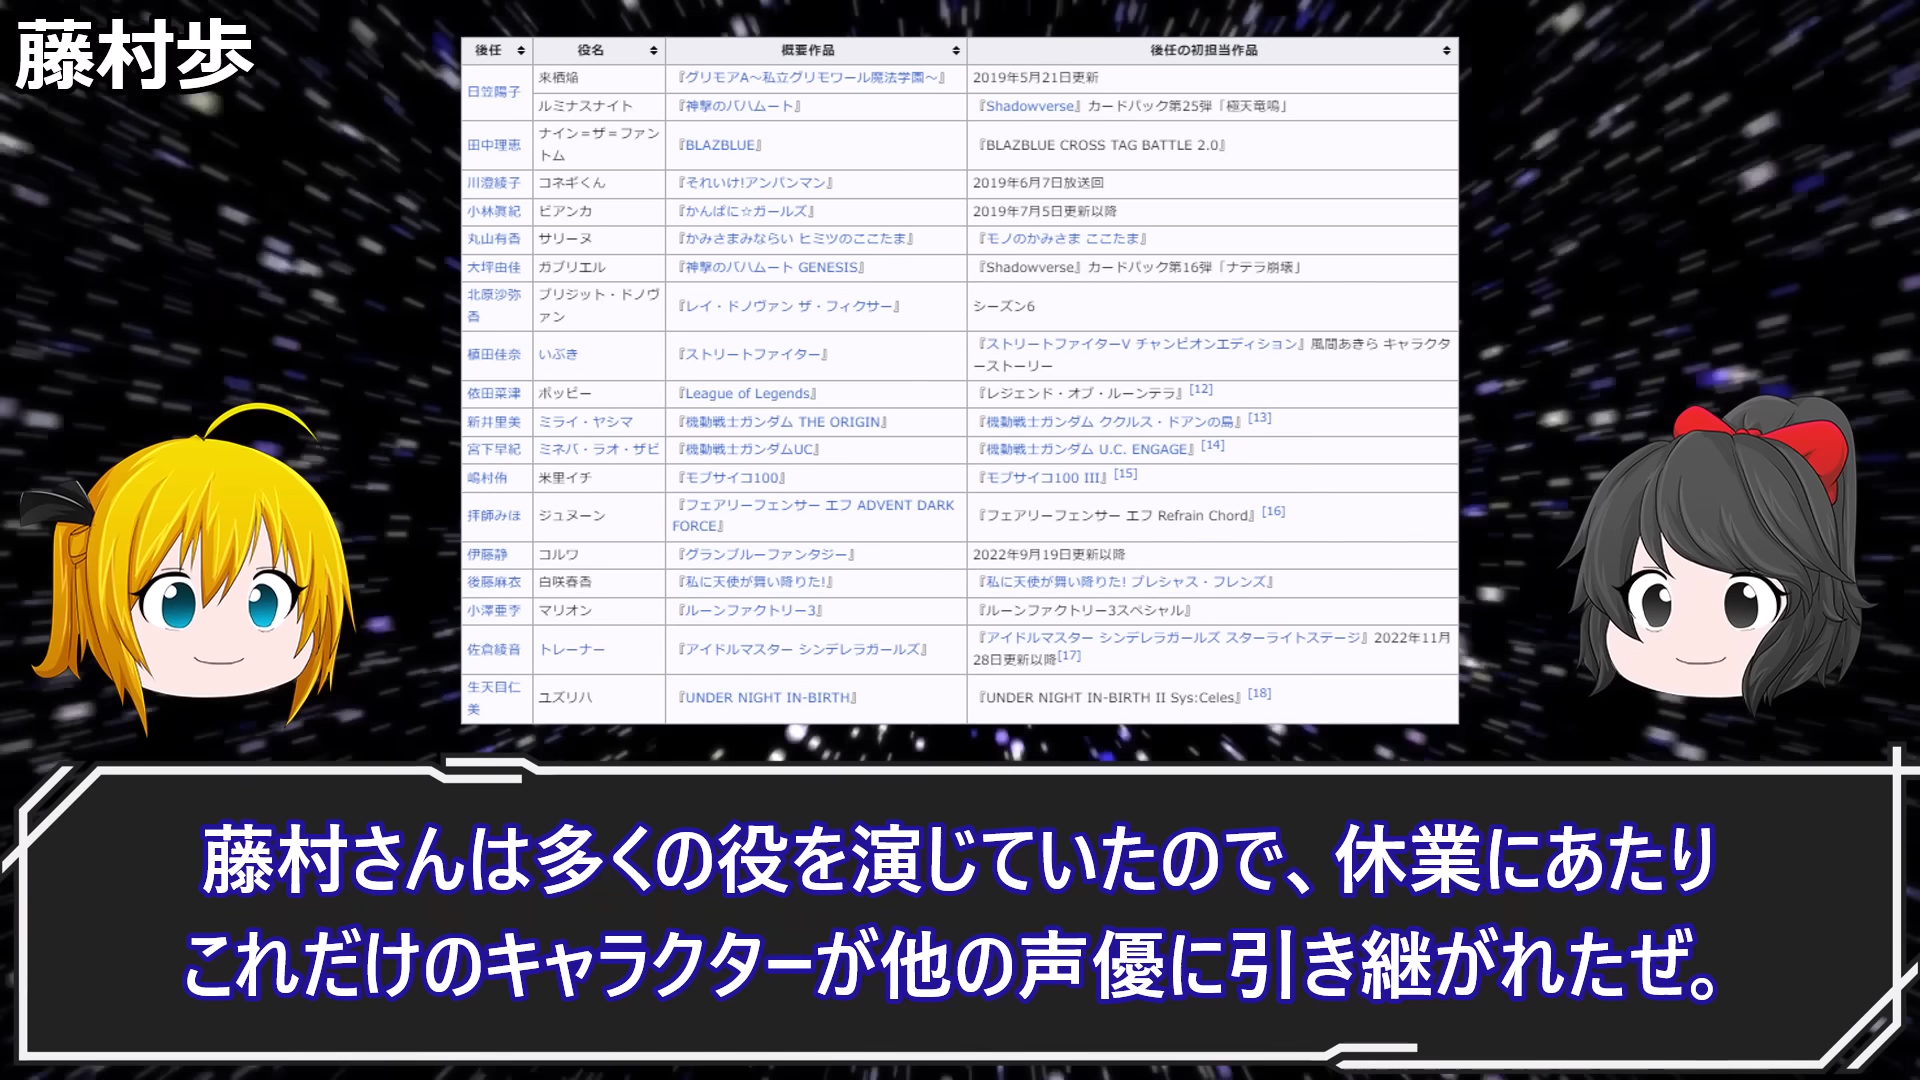 藤村歩
後任 役名 概要作品 後任の初担当作品
日笠陽子 来栖焔 『グリモアA～私立グリモワール魔法学園～』 2019年5月21日更新
ルミナスナイト 『神撃のバハムート』 『Shadowverse』カードパック第25弾「極天竜鳴」
田中理恵 ナイン＝ザ＝ファン 『BLAZBLUE』 『BLAZBLUE CROSS TAG BATTLE 2.0』
トム
川澄綾子 コネギくん 『それいけ!アンパンマン』 2019年6月7日放送回
小林眞紀 ビアンカ 『かんぱに☆ガールズ』 2019年7月5日更新以降
丸山有香 サリーヌ 『かみさまみならい ヒミツのここたま』 『モノのかみさま ここたま』
大坪由佳 ガブリエル 『神撃のバハムート GENESIS』 『Shadowverse』カードパック第16弾「ナテラ崩壊」
北原沙弥 ブリジット・ドノヴ 『レイ・ドノヴァン ザ・フィクサー』 シーズン6
香 ァン
植田佳奈 いぶき 『ストリートファイター』 『ストリートファイターV チャンピオンエディション』風間あきら キャラクタ
ーストーリー
依田菜津 ポッピー 『League of Legends』 『レジェンド・オブ・ルーンテラ』[12]
新井里美 ミライ・ヤシマ 『機動戦士ガンダム THE ORIGIN』 『機動戦士ガンダム ククルス・ドアンの島』[13]
宮下早紀 ミネバ・ラオ・ザビ 『機動戦士ガンダムUC』 『機動戦士ガンダム U.C. ENGAGE』[14]
嶋村侑 米里イチ 『モブサイコ100』 『モブサイコ100 III』[15]
拝師みほ ジュヌーン 『フェアリーフェンサー エフ ADVENT DARK 『フェアリーフェンサー エフ Refrain Chord』[16]
FORCE』
伊藤静 コルワ 『グランブルーファンタジー』 2022年9月19日更新以降
後藤麻衣 白咲春香 『私に天使が舞い降りた!』 『私に天使が舞い降りた! プレシャス・フレンズ』
小澤亜李 マリオン 『ルーンファクトリー3』 『ルーンファクトリー3スペシャル』
佐倉綾音 トレーナー 『アイドルマスター シンデレラガールズ』 『アイドルマスター シンデレラガールズ スターライトステージ』2022年11月
28日更新以降[17]
生天目仁 ユズリハ 『UNDER NIGHT IN-BIRTH』 『UNDER NIGHT IN-BIRTH II Sys:Celes』[18]
美
藤村さんは多くの役を演じていたので、休業にあたり
これだけのキャラクターが他の声優に引き継がれたぜ。